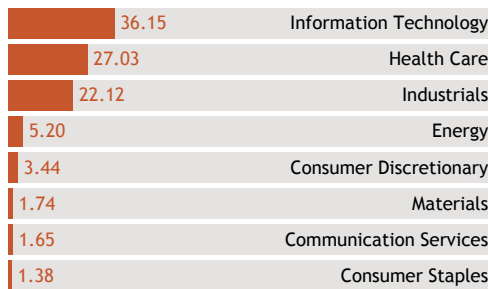 36.15 Information Technology
27.03 Health Care
22.12 Industrials
5.20 Energy
3.44 Consumer Discretionary
1.74 Materials
1.65 Communication Services
1.38 Consumer Staples